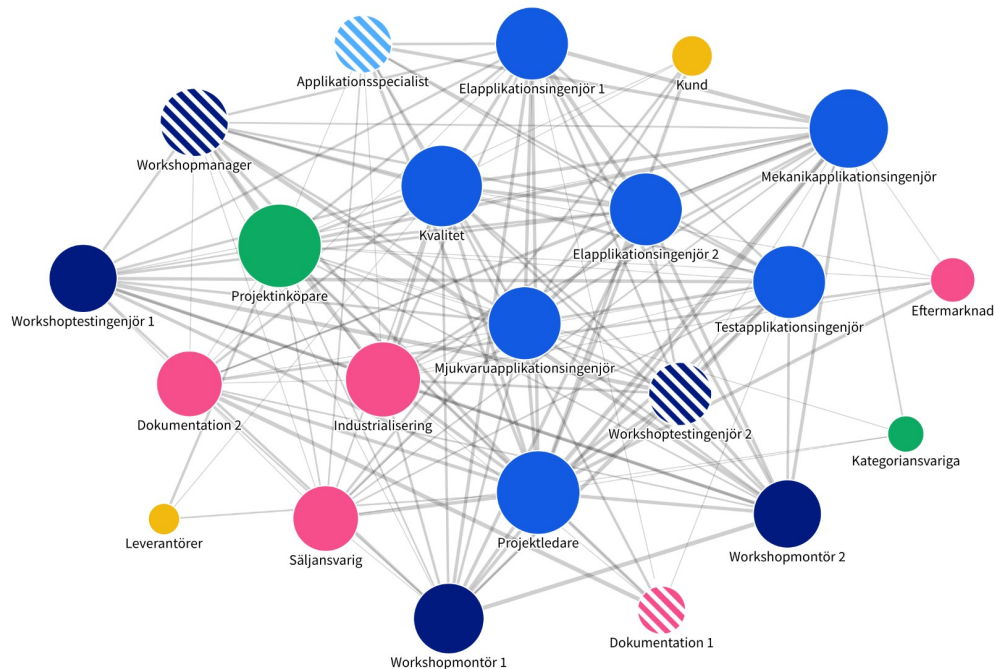 Applikationsspecialist
Elapplikationsingenjör 1
Kund
Workshopmanager
Mekanikapplikationsingenjör
Kvalitet
Elapplikationsingenjör 2
Projektinköpare
Workshoptestingenjör 1
Testapplikationsingenjör
Eftermarknad
Mjukvaruapplikationsingenjör
Dokumentation 2
Industrialisering
Workshoptestingenjör 2
Kategoriansvariga
Leverantörer
Säljansvarig
Projektledare
Workshopmontör 2
Dokumentation 1
Workshopmontör 1